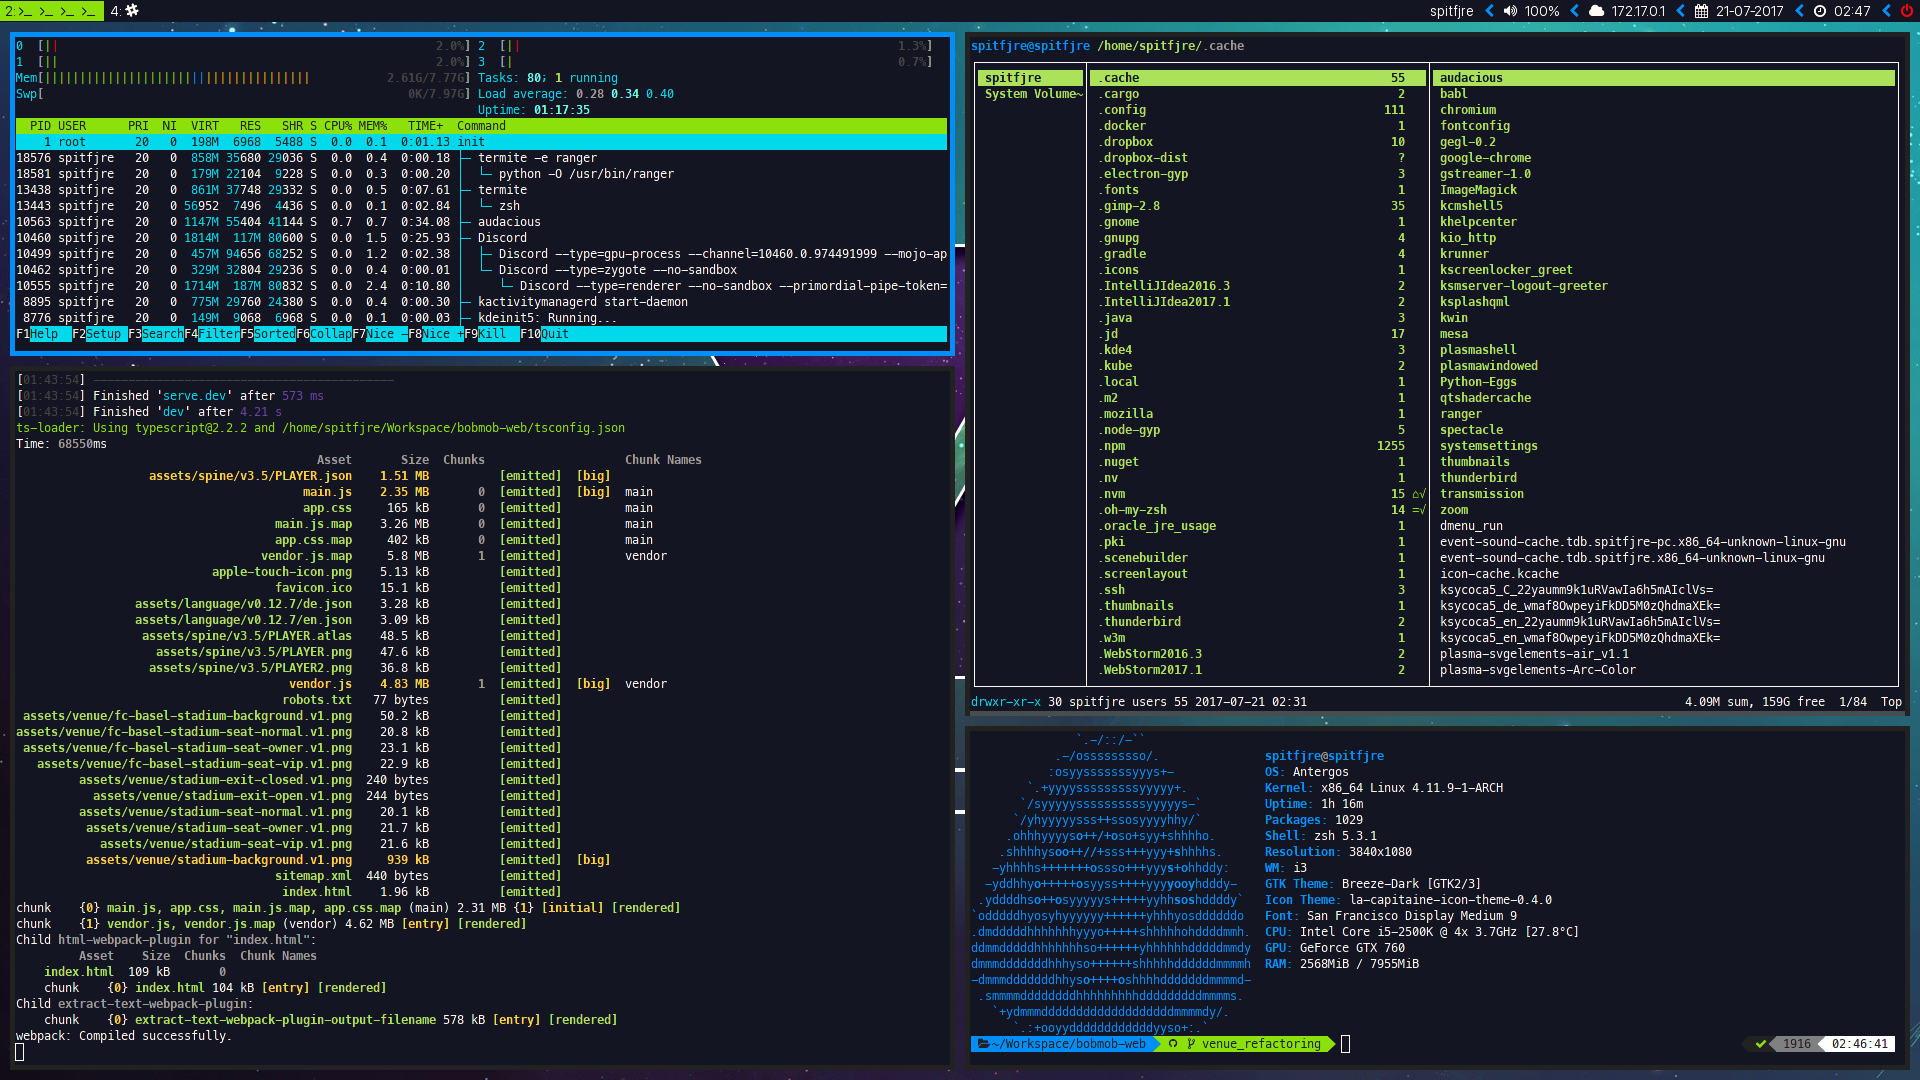 2: >_ >_ >_ >_ 4:
spitfjre 100% 172.17.0.1 21-07-2017 02:47
0 [|| 2.0%] 2 [|| 1.3%]
1 [|| 2.0%] 3 [| 0.7%]
Mem[|||||||||||||||||||||||||||||||||||||| 2.61G/7.77G] Tasks: 80; 1 running
Swp[ 0K/7.97G] Load average: 0.28 0.34 0.40
Uptime: 01:17:35
PID USER PRI NI VIRT RES SHR S CPU% MEM% TIME+ Command
1 root 20 0 198M 6968 5488 S 0.0 0.1 0:01.13 init
18576 spitfjre 20 0 858M 35680 29036 S 0.0 0.4 0:00.18 ├─ termite -e ranger
18581 spitfjre 20 0 179M 22104 9228 S 0.0 0.3 0:00.20 │ └─ python -O /usr/bin/ranger
13438 spitfjre 20 0 861M 37748 29332 S 0.0 0.5 0:07.61 ├─ termite
13443 spitfjre 20 0 56952 7496 4436 S 0.0 0.1 0:02.84 │ └─ zsh
10563 spitfjre 20 0 1147M 55404 41144 S 0.7 0.7 0:34.08 ├─ audacious
10460 spitfjre 20 0 1814M 117M 80600 S 0.0 1.5 0:25.93 ├─ Discord
10499 spitfjre 20 0 457M 94656 68252 S 0.0 1.2 0:02.38 │ ├─ Discord --type=gpu-process --channel=10460.0.974491999 --mojo-ap
10462 spitfjre 20 0 329M 32804 29236 S 0.0 0.4 0:00.01 │ └─ Discord --type=zygote --no-sandbox
10555 spitfjre 20 0 1714M 187M 80832 S 0.0 2.4 0:10.80 │ └─ Discord --type=renderer --no-sandbox --primordial-pipe-token=
8895 spitfjre 20 0 775M 29760 24380 S 0.0 0.4 0:00.30 ├─ kactivitymanagerd start-daemon
8776 spitfjre 20 0 149M 9068 6968 S 0.0 0.1 0:00.03 ├─ kdeinit5: Running...
F1Help F2Setup F3SearchF4FilterF5SortedF6CollapF7Nice -F8Nice +F9Kill F10Quit
[01:43:54] -------------------------------------------
[01:43:54] Finished 'serve.dev' after 573 ms
[01:43:54] Finished 'dev' after 4.21 s
ts-loader: Using typescript@2.2.2 and /home/spitfjre/Workspace/bobmob-web/tsconfig.json
Time: 68550ms
Asset Size Chunks Chunk Names
assets/spine/v3.5/PLAYER.json 1.51 MB [emitted] [big]
main.js 2.35 MB 0 [emitted] [big] main
app.css 165 kB 0 [emitted] main
main.js.map 3.26 MB 0 [emitted] main
app.css.map 402 kB 0 [emitted] main
vendor.js.map 5.8 MB 1 [emitted] vendor
apple-touch-icon.png 5.13 kB [emitted]
favicon.ico 15.1 kB [emitted]
assets/language/v0.12.7/de.json 3.28 kB [emitted]
assets/language/v0.12.7/en.json 3.09 kB [emitted]
assets/spine/v3.5/PLAYER.atlas 48.5 kB [emitted]
assets/spine/v3.5/PLAYER.png 47.6 kB [emitted]
assets/spine/v3.5/PLAYER2.png 36.8 kB [emitted]
vendor.js 4.83 MB 1 [emitted] [big] vendor
robots.txt 77 bytes [emitted]
assets/venue/fc-basel-stadium-background.v1.png 50.2 kB [emitted]
assets/venue/fc-basel-stadium-seat-normal.v1.png 20.8 kB [emitted]
assets/venue/fc-basel-stadium-seat-owner.v1.png 23.1 kB [emitted]
assets/venue/fc-basel-stadium-seat-vip.v1.png 22.9 kB [emitted]
assets/venue/stadium-exit-closed.v1.png 240 bytes [emitted]
assets/venue/stadium-exit-open.v1.png 244 bytes [emitted]
assets/venue/stadium-seat-normal.v1.png 20.1 kB [emitted]
assets/venue/stadium-seat-owner.v1.png 21.7 kB [emitted]
assets/venue/stadium-seat-vip.v1.png 21.6 kB [emitted]
assets/venue/stadium-background.v1.png 939 kB [emitted] [big]
sitemap.xml 440 bytes [emitted]
index.html 1.96 kB [emitted]
chunk {0} main.js, app.css, main.js.map, app.css.map (main) 2.31 MB {1} [initial] [rendered]
chunk {1} vendor.js, vendor.js.map (vendor) 4.62 MB [entry] [rendered]
Child html-webpack-plugin for "index.html":
Asset Size Chunks Chunk Names
index.html 109 kB 0
chunk {0} index.html 104 kB [entry] [rendered]
Child extract-text-webpack-plugin:
chunk {0} extract-text-webpack-plugin-output-filename 578 kB [entry] [rendered]
webpack: Compiled successfully.
spitfjre@spitfjre /home/spitfjre/.cache
spitfjre .cache 55 audacious
System Volume~ .cargo 2 babl
.config 111 chromium
.docker 1 fontconfig
.dropbox 10 gegl-0.2
.dropbox-dist ? google-chrome
.electron-gyp 3 gstreamer-1.0
.fonts 1 ImageMagick
.gimp-2.8 35 kcmshell5
.gnome 1 khelpcenter
.gnupg 4 kio_http
.gradle 4 krunner
.icons 1 kscreenlocker_greet
.IntelliJIdea2016.3 2 ksmserver-logout-greeter
.IntelliJIdea2017.1 2 ksplashqml
.java 3 kwin
.jd 17 mesa
.kde4 3 plasmashell
.kube 2 plasmawindowed
.local 1 Python-Eggs
.m2 1 qtshadercache
.mozilla 1 ranger
.node-gyp 5 spectacle
.npm 1255 systemsettings
.nuget 1 thumbnails
.nv 1 thunderbird
.nvm 15 ⌂√ transmission
.oh-my-zsh 14 =√ zoom
.oracle_jre_usage 1 dmenu_run
.pki 1 event-sound-cache.tdb.spitfjre-pc.x86_64-unknown-linux-gnu
.scenebuilder 1 event-sound-cache.tdb.spitfjre.x86_64-unknown-linux-gnu
.screenlayout 1 icon-cache.kcache
.ssh 3 ksycoca5_C_22yaumm9k1uRVawIa6h5mAIclVs=
.thumbnails 1 ksycoca5_de_wmaf8OwpeyiFkDD5M0zQhdmaXEk=
.thunderbird 2 ksycoca5_en_22yaumm9k1uRVawIa6h5mAIclVs=
.w3m 1 ksycoca5_en_wmaf8OwpeyiFkDD5M0zQhdmaXEk=
.WebStorm2016.3 2 plasma-svgelements-air_v1.1
.WebStorm2017.1 2 plasma-svgelements-Arc-Color
drwxr-xr-x 30 spitfjre users 55 2017-07-21 02:31 4.09M sum, 159G free 1/84 Top
spitfjre@spitfjre
OS: Antergos
Kernel: x86_64 Linux 4.11.9-1-ARCH
Uptime: 1h 16m
Packages: 1029
Shell: zsh 5.3.1
Resolution: 3840x1080
WM: i3
GTK Theme: Breeze-Dark [GTK2/3]
Icon Theme: la-capitaine-icon-theme-0.4.0
Font: San Francisco Display Medium 9
CPU: Intel Core i5-2500K @ 4x 3.7GHz [27.8°C]
GPU: GeForce GTX 760
RAM: 2568MiB / 7955MiB
~/Workspace/bobmob-web venue_refactoring ✔ 1916 02:46:41